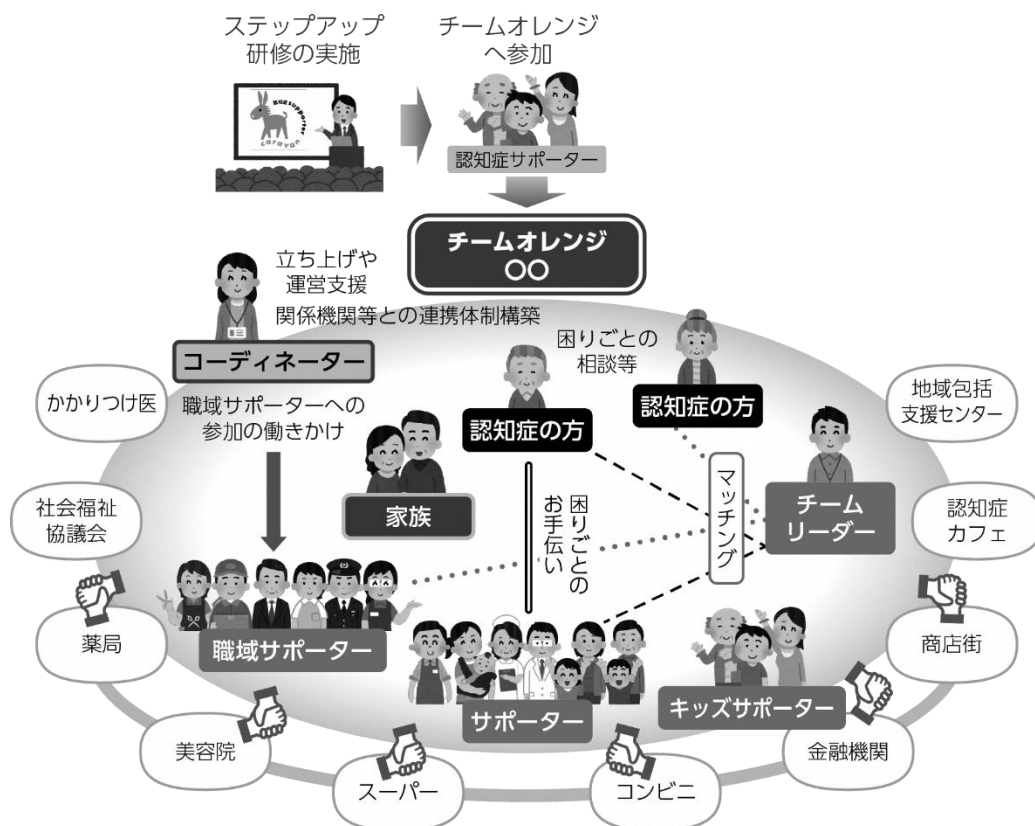 ステップアップ
研修の実施
チームオレンジ
へ参加
supporter
caravan
認知症サポーター
チームオレンジ
○○
立ち上げや
運営支援
関係機関等との連携体制構築
コーディネーター
職域サポーターへの
参加の働きかけ
困りごとの
相談等
認知症の方
認知症の方
かかりつけ医
地域包括
支援センター
家族
困りごとの
お手伝い
マッチング
チーム
リーダー
社会福祉
協議会
認知症
カフェ
職域サポーター
サポーター
キッズサポーター
薬局
商店街
美容院
金融機関
スーパー
コンビニ